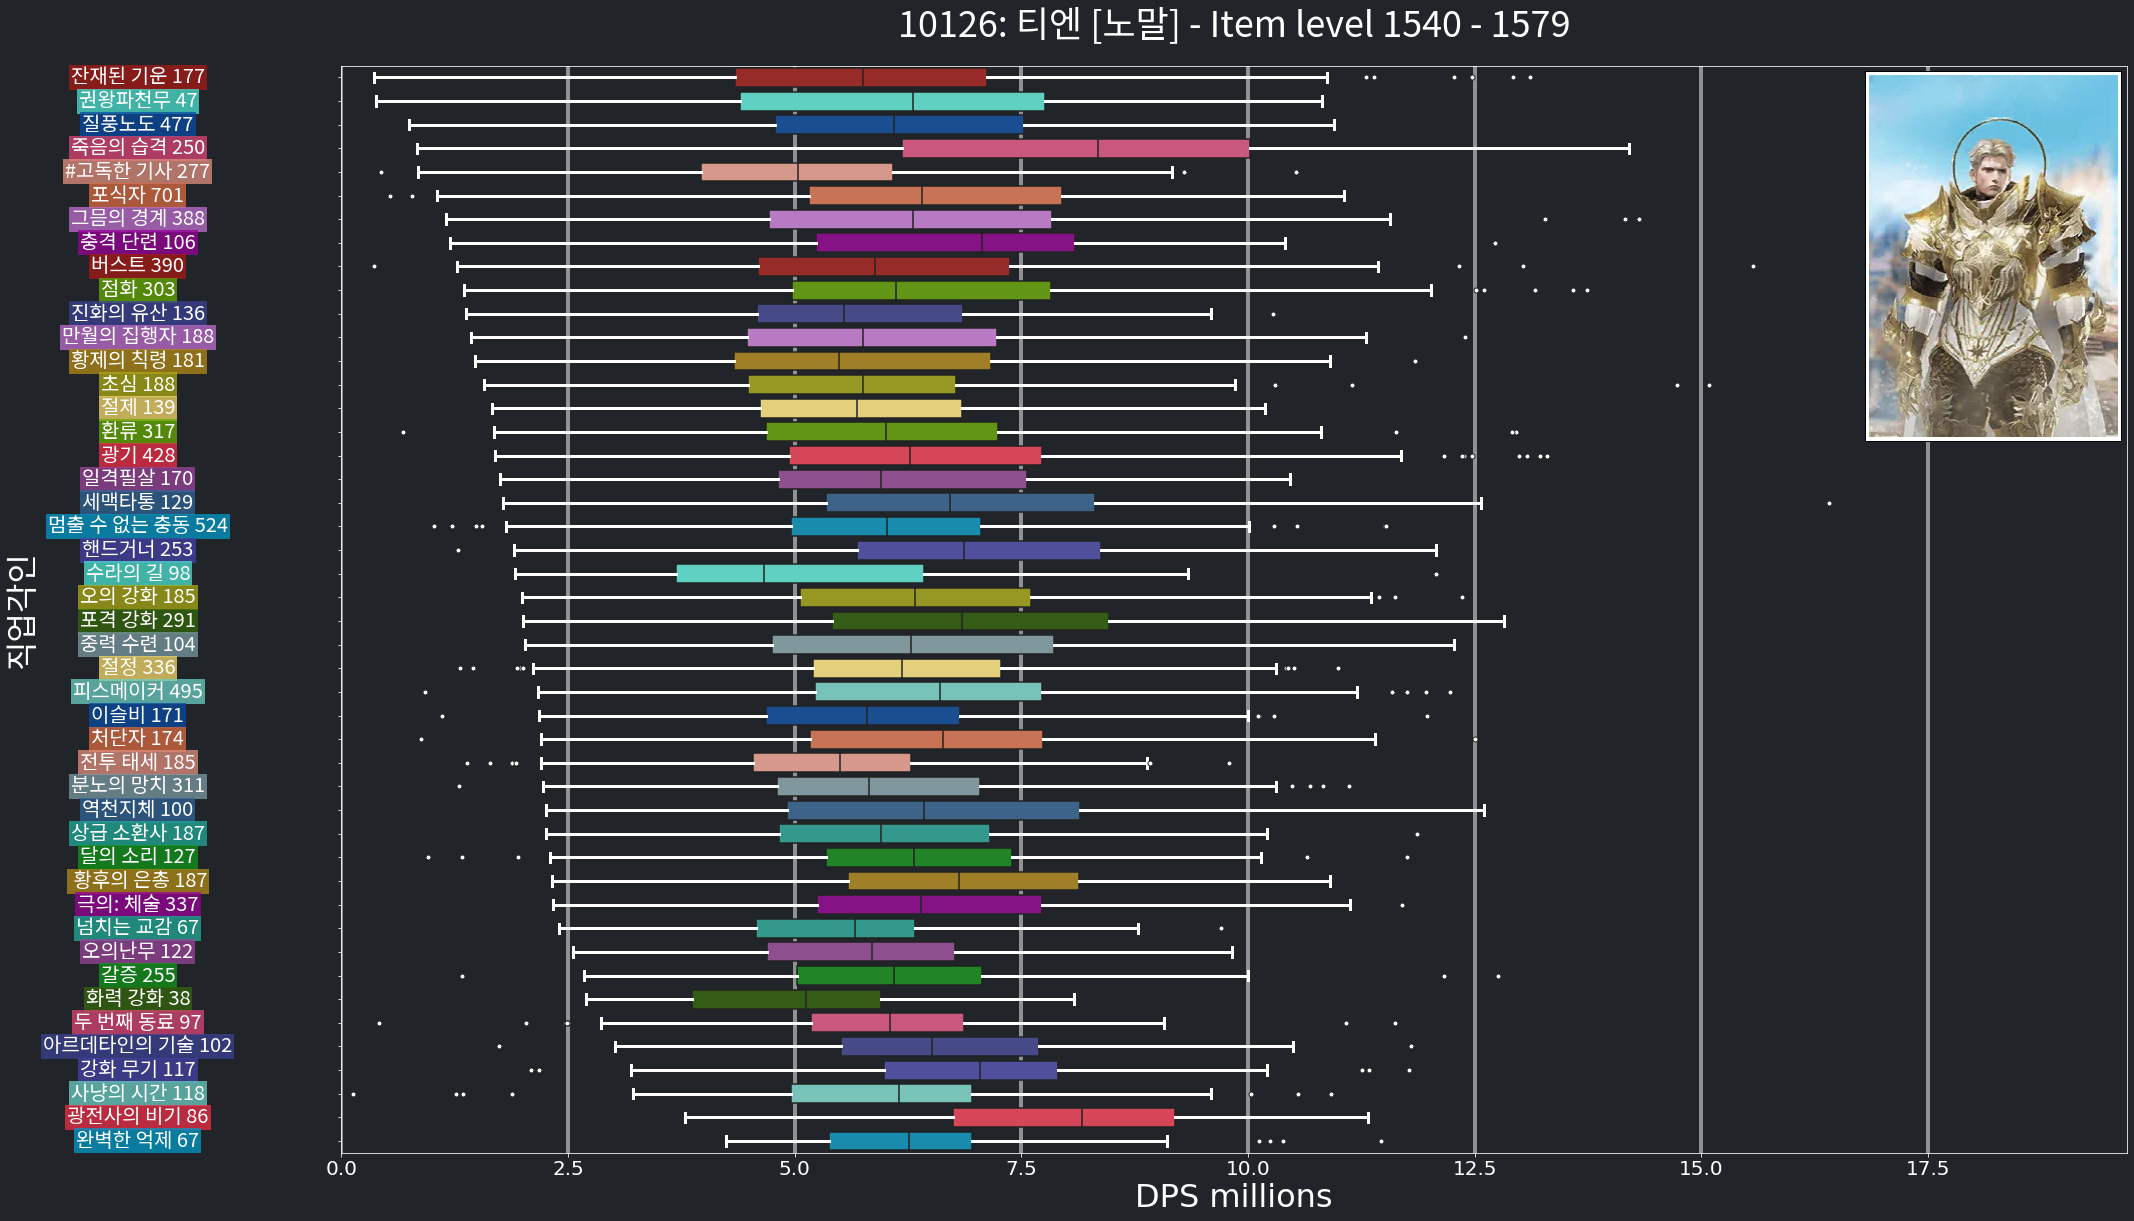 10126: 티엔 [노말] - Item level 1540 - 1579
직업각인
잔재된 기운 177
권왕파천무 47
질풍노도 477
죽음의 습격 250
#고독한 기사 277
포식자 701
그믐의 경계 388
충격 단련 106
버스트 390
점화 303
진화의 유산 136
만월의 집행자 188
황제의 칙령 181
초심 188
절제 139
환류 317
광기 428
일격필살 170
세맥타통 129
멈출 수 없는 충동 524
핸드거너 253
수라의 길 98
오의 강화 185
포격 강화 291
중력 수련 104
절정 336
피스메이커 495
이슬비 171
처단자 174
전투 태세 185
분노의 망치 311
역천지체 100
상급 소환사 187
달의 소리 127
황후의 은총 187
극의: 체술 337
넘치는 교감 67
오의난무 122
갈증 255
화력 강화 38
두 번째 동료 97
아르데타인의 기술 102
강화 무기 117
사냥의 시간 118
광전사의 비기 86
완벽한 억제 67
0.0 2.5 5.0 7.5 10.0 12.5 15.0 17.5
DPS millions